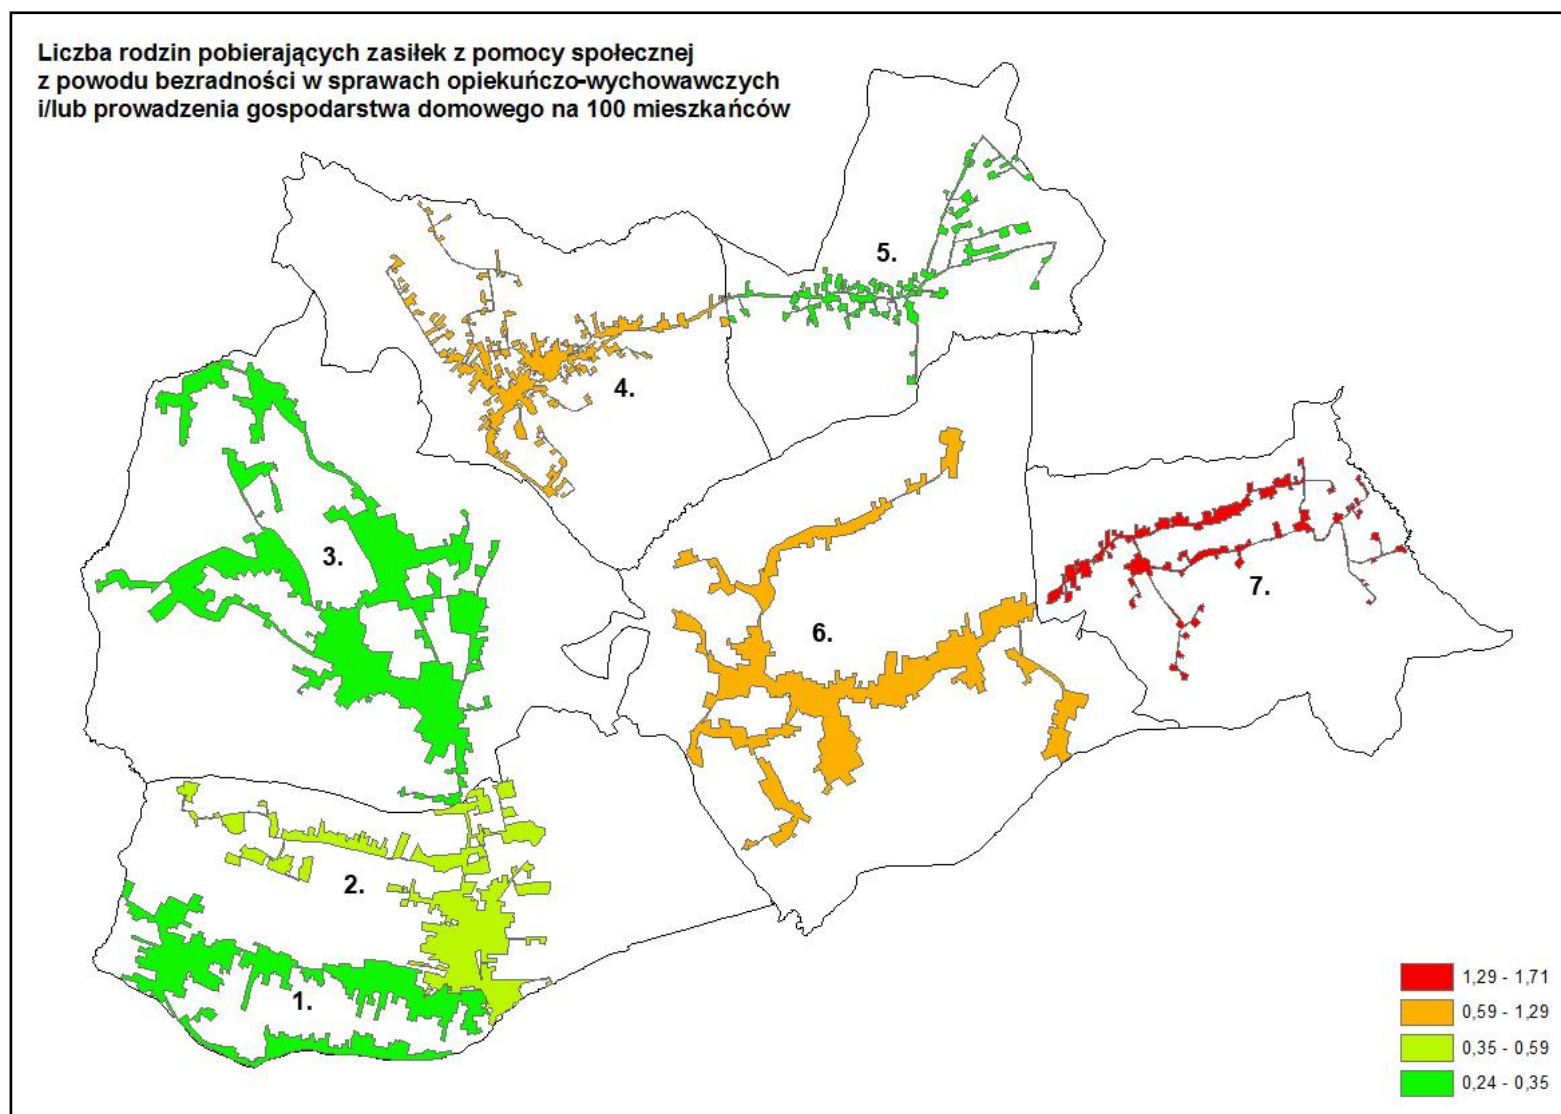 Liczba rodzin pobierających zasiłek z pomocy społecznej
z powodu bezradności w sprawach opiekuńczo-wychowawczych
i/lub prowadzenia gospodarstwa domowego na 100 mieszkańców
5.
4.
3.
7.
6.
2.
1.
1,29 - 1,71
0,59 - 1,29
0,35 - 0,59
0,24 - 0,35